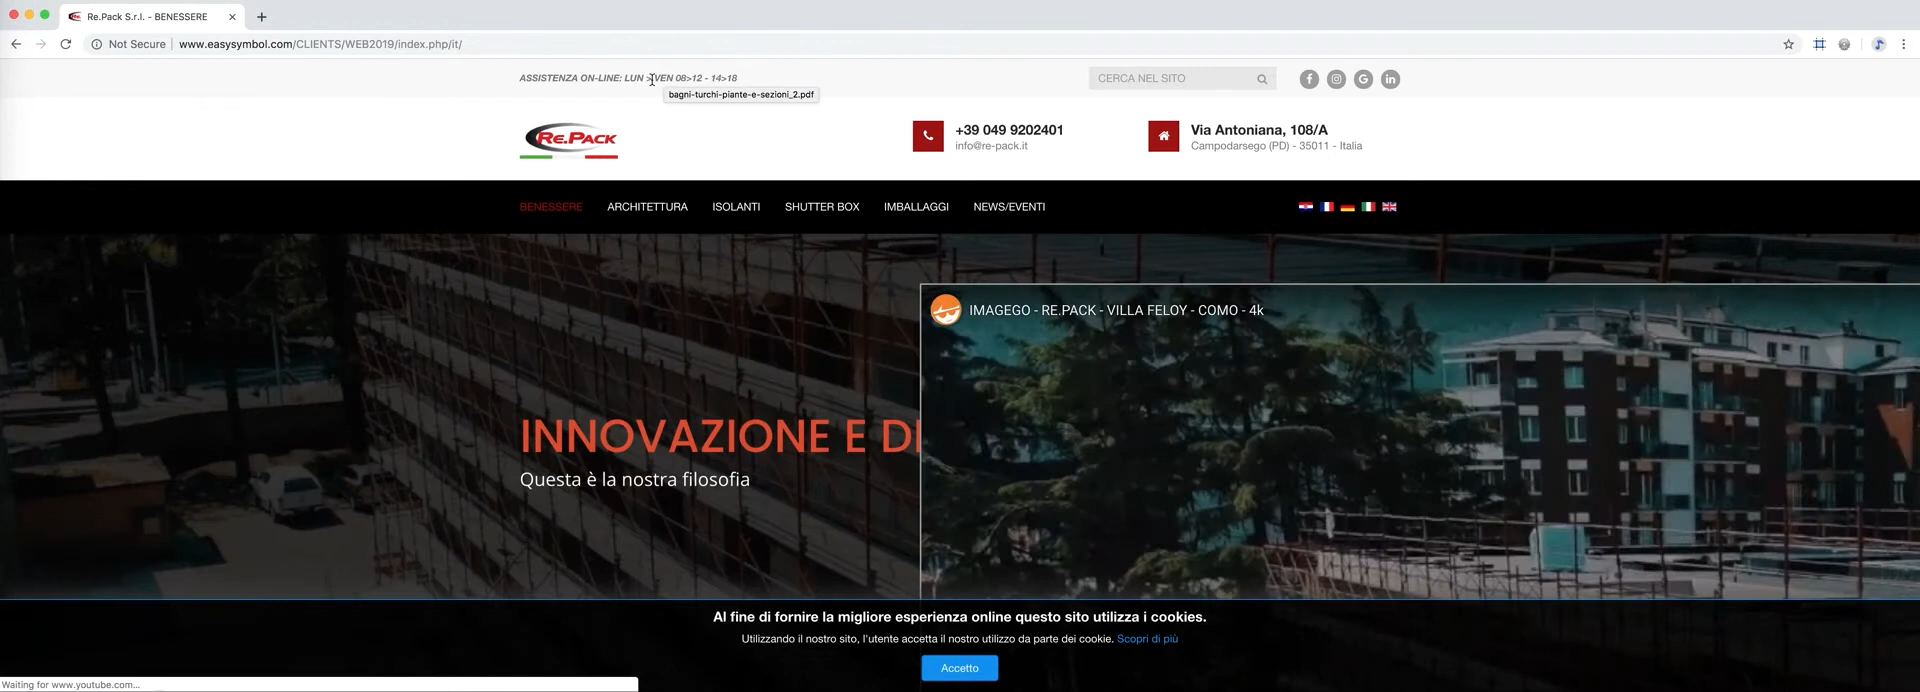 Re.Pack S.r.l. - BENESSERE
Not Secure | www.easysymbol.com/CLIENTS/WEB2019/index.php/it/
ASSISTENZA ON-LINE: LUN > VEN 08>12 - 14>18
CERCA NEL SITO
bagni-turchi-piante-e-sezioni_2.pdf
RE.PACK
+39 049 9202401
info@re-pack.it
Via Antoniana, 108/A
Campodarsego (PD) - 35011 - Italia
BENESSERE ARCHITETTURA ISOLANTI SHUTTER BOX IMBALLAGGI NEWS/EVENTI
IMAGEGO - RE.PACK - VILLA FELOY - COMO - 4k
INNOVAZIONE E DI
Questa è la nostra filosofia
Al fine di fornire la migliore esperienza online questo sito utilizza i cookies.
Utilizzando il nostro sito, l'utente accetta il nostro utilizzo da parte dei cookie. Scopri di più
Accetto
Waiting for www.youtube.com...